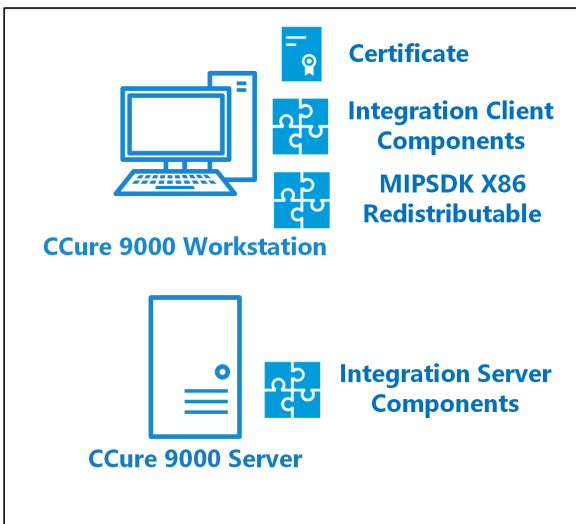 Certificate
Integration Client
Components
MIPSDK X86
Redistributable
CCure 9000 Workstation
Integration Server
Components
CCure 9000 Server